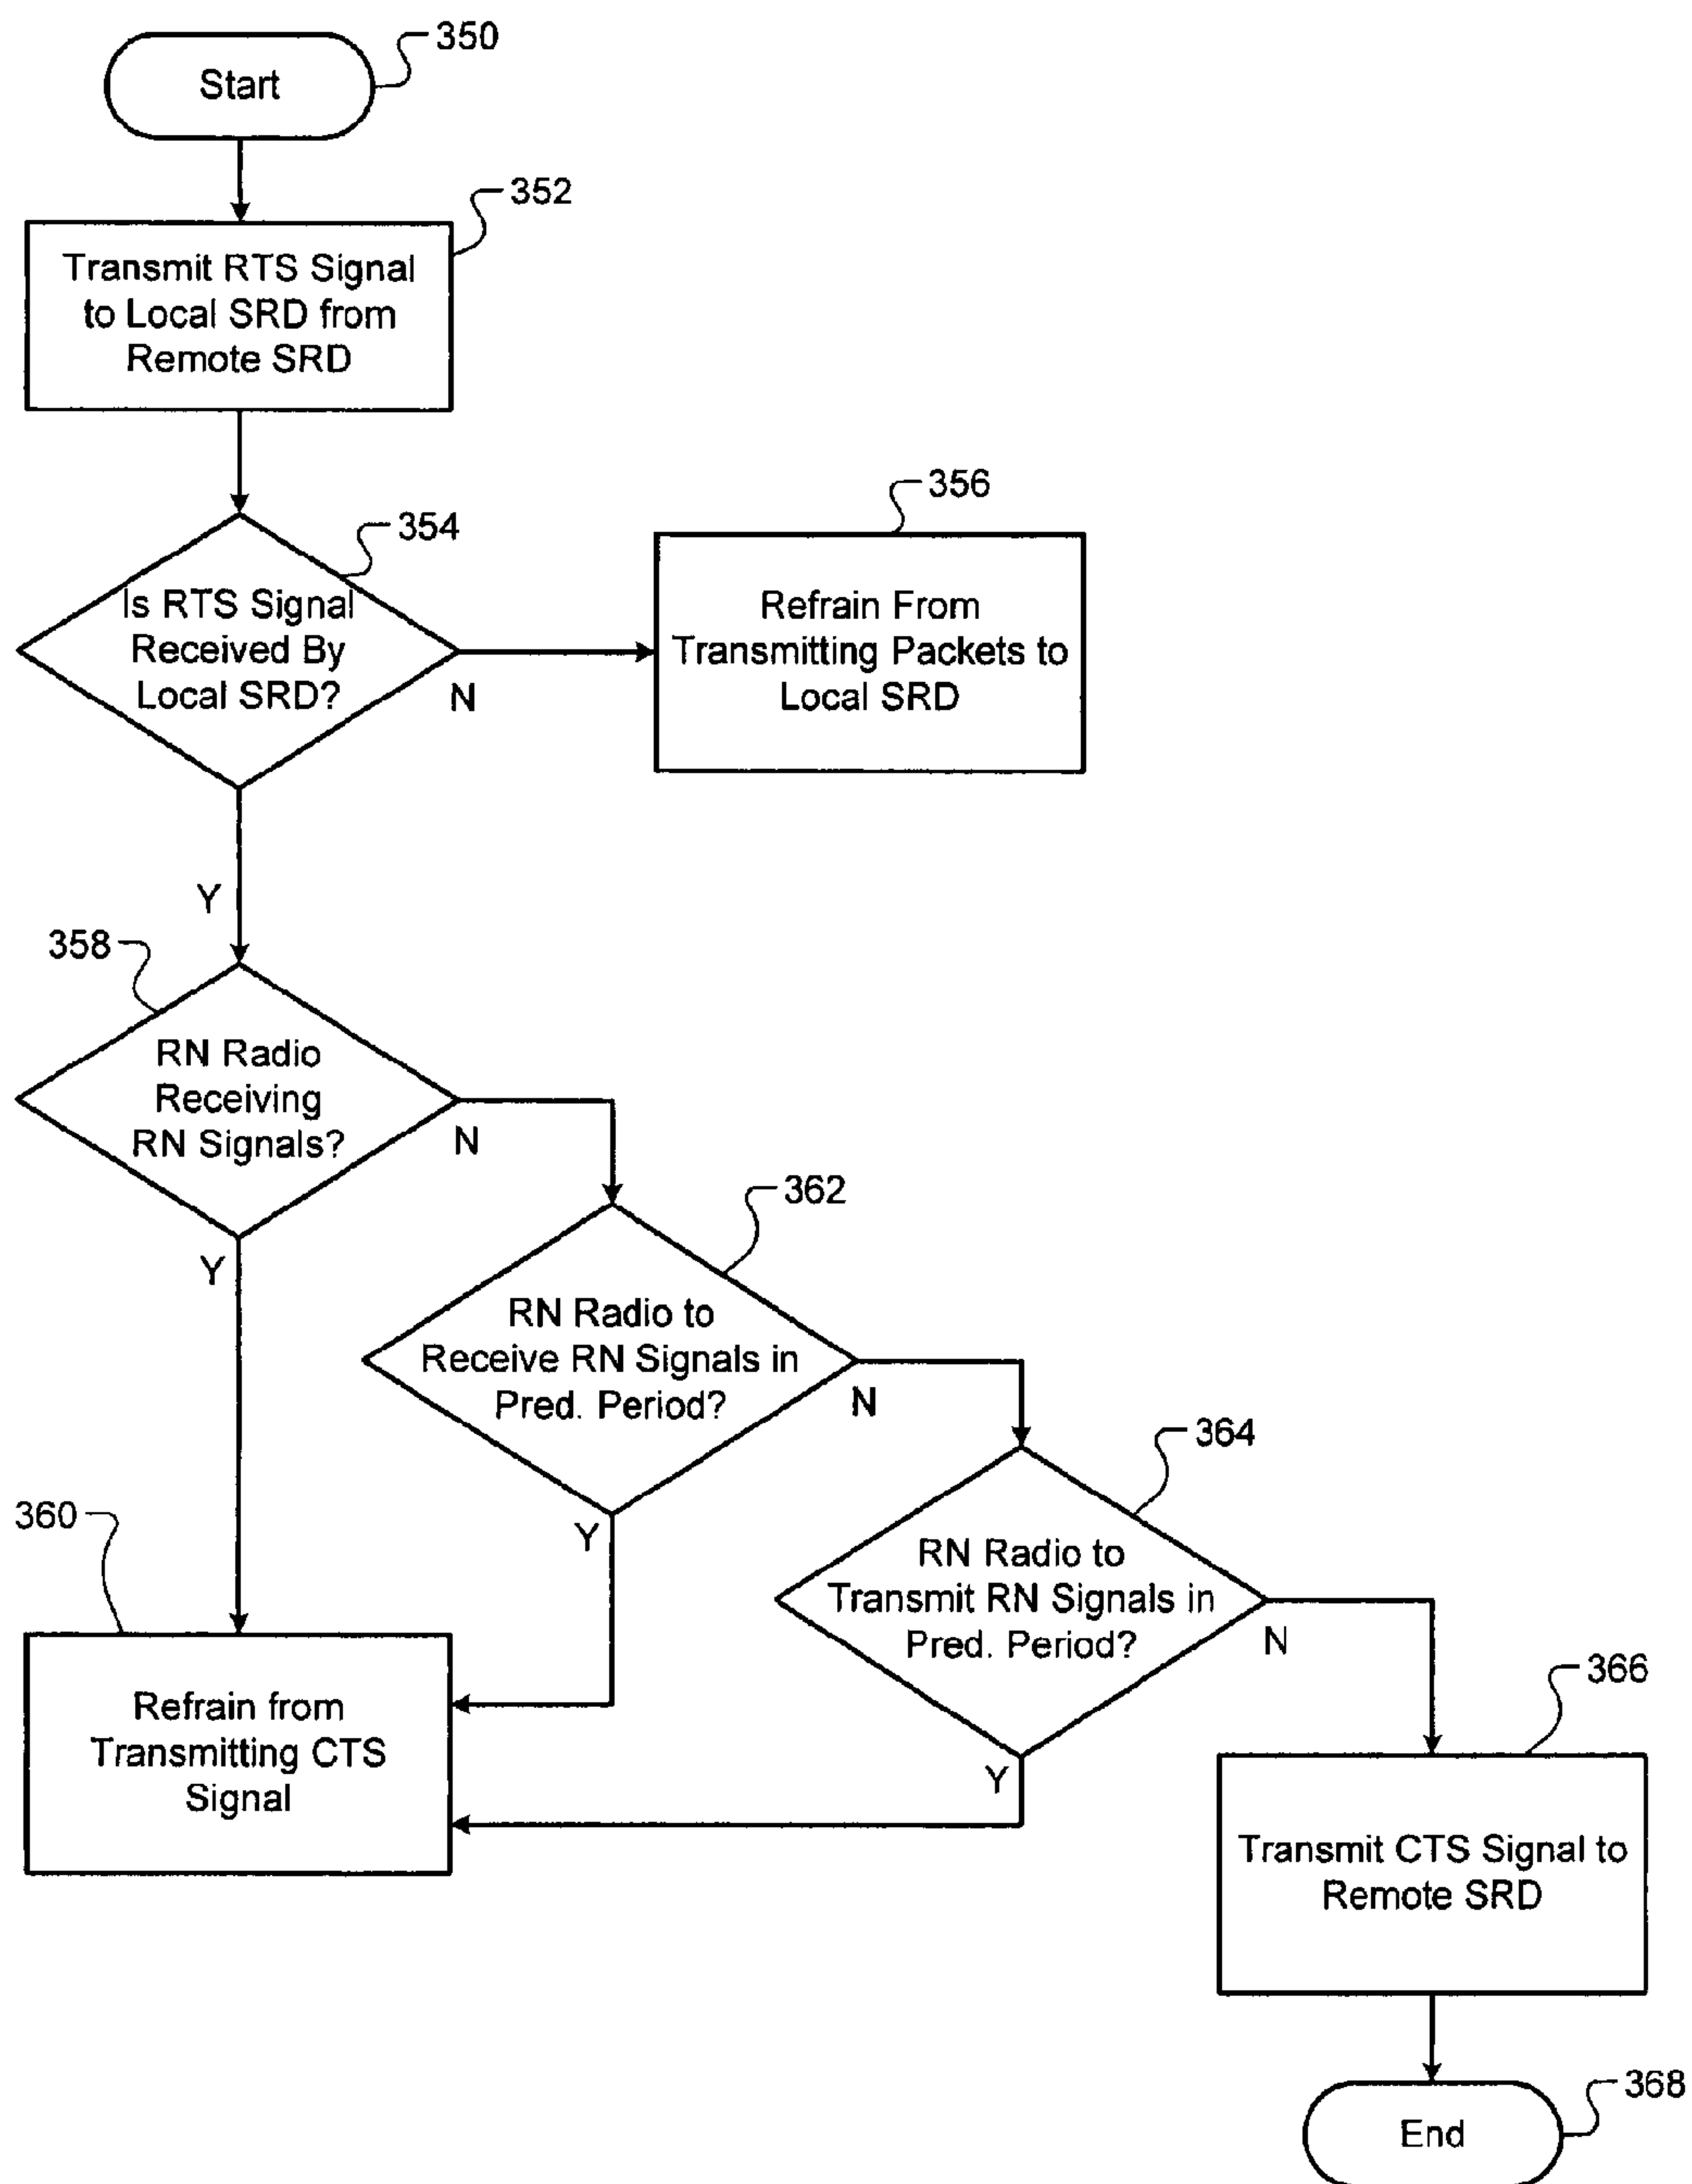 350
Start
352
Transmit RTS Signal
to Local SRD from
Remote SRD
354
Is RTS Signal
Received By
Local SRD?
N
Y
356
Refrain From
Transmitting Packets to
Local SRD
358
RN Radio
Receiving
RN Signals?
N
Y
362
RN Radio to
Receive RN Signals in
Pred. Period?
N
Y
364
RN Radio to
Transmit RN Signals in
Pred. Period?
N
Y
360
Refrain from
Transmitting CTS
Signal
366
Transmit CTS Signal to
Remote SRD
368
End